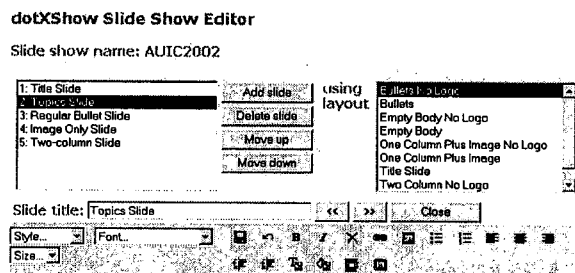 dotXShow Slide Show Editor
Slide show name: AUIC2002
1: Title Slide
2: Topics Slide
3: Regular Bullet Slide
4: Image Only Slide
5: Two-column Slide
Add slide
Delete slide
Move up
Move down
using
layout
Bullets No Logo
Bullets
Empty Body No Logo
Empty Body
One Column Plus Image No Logo
One Column Plus Image
Title Slide
Two Column No Logo
Slide title: Topics Slide << >> Close
Style... Font... B I
Size...